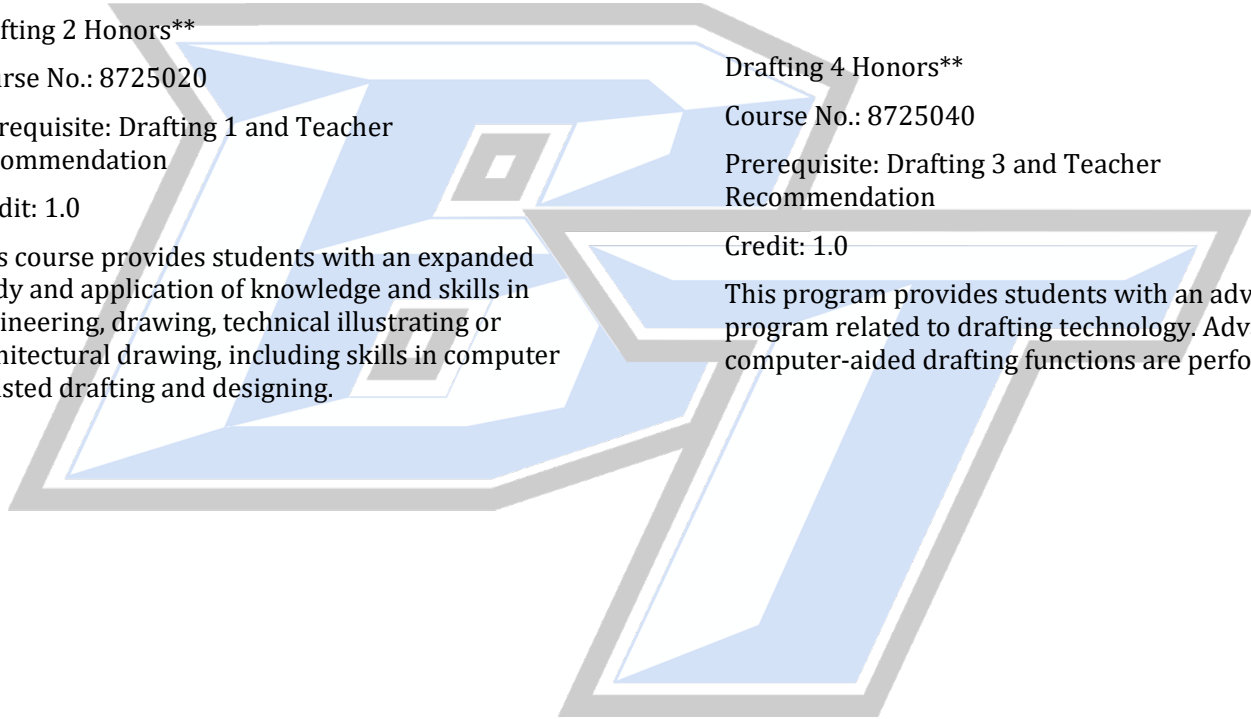 fting 2 Honors**
urse No.: 8725020
requisite: Drafting 1 and Teacher
ommendation
dit: 1.0
s course provides students with an expanded
dy and application of knowledge and skills in
ineering, drawing, technical illustrating or
hitectural drawing, including skills in computer
isted drafting and designing.
Drafting 4 Honors**
Course No.: 8725040
Prerequisite: Drafting 3 and Teacher
Recommendation
Credit: 1.0
This program provides students with an adv
program related to drafting technology. Adv
computer-aided drafting functions are perfo
BT